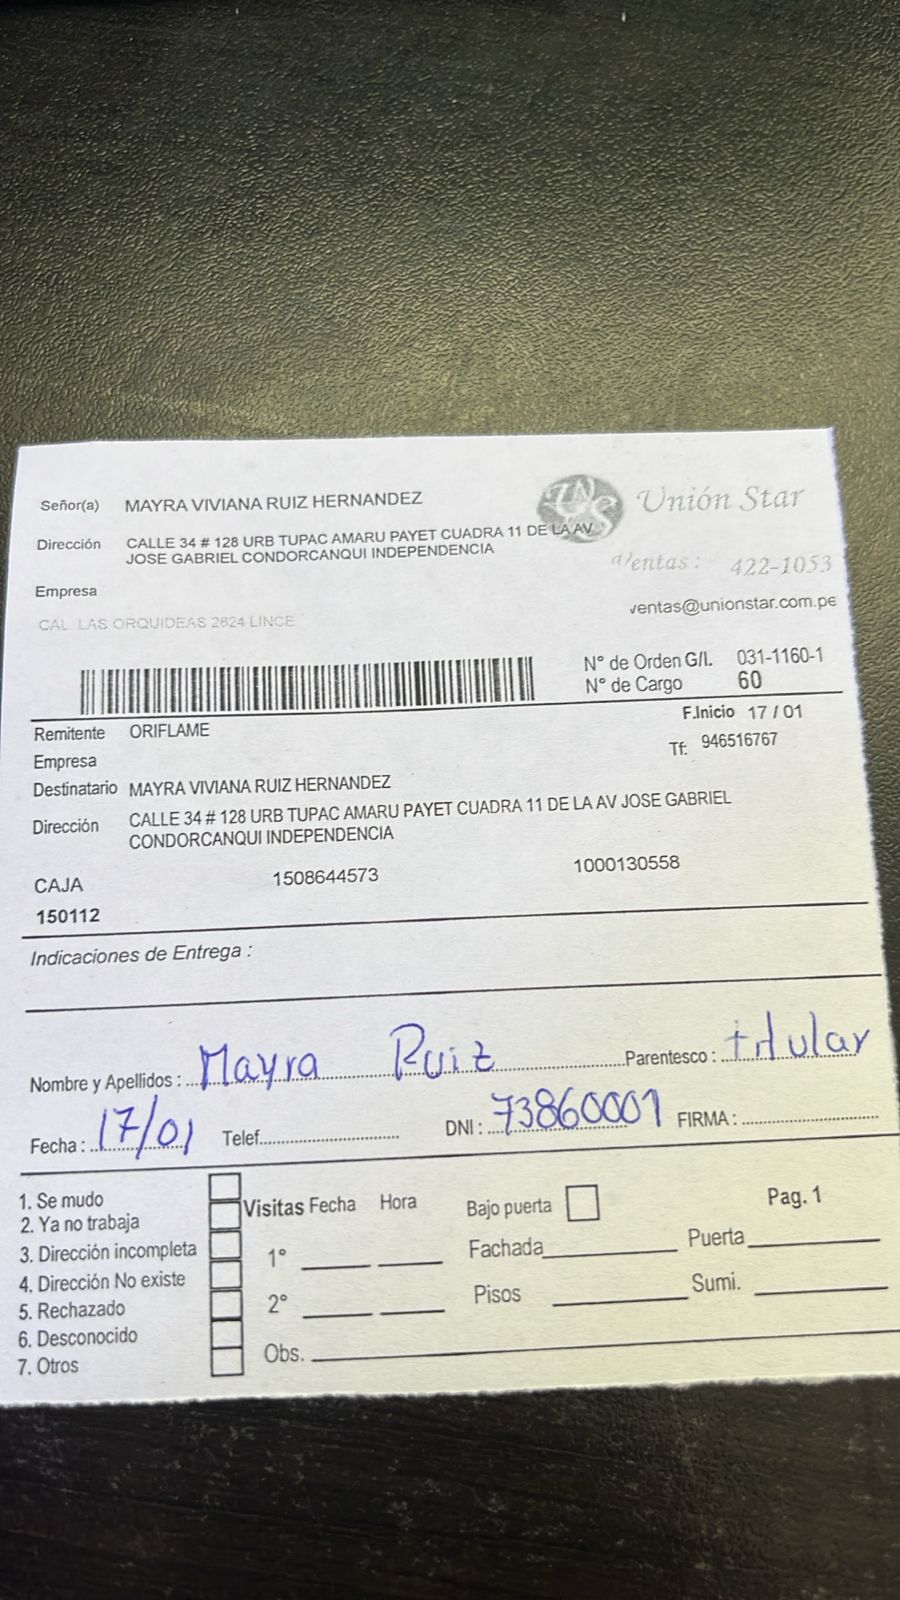 Señor(a) MAYRA VIVIANA RUIZ HERNANDEZ
UNS Unión Star
Dirección CALLE 34 # 128 URB TUPAC AMARU PAYET CUADRA 11 DE LA AV
JOSE GABRIEL CONDORCANQUI INDEPENDENCIA
Ventas : 422-1053
Empresa
ventas@unionstar.com.pe
CAL LAS ORQUIDEAS 2624 LINCE
N° de Orden G/I. 031-1160-1
N° de Cargo 60
Remitente ORIFLAME
F.Inicio 17 / 01
Empresa
Tf: 946516767
Destinatario MAYRA VIVIANA RUIZ HERNANDEZ
Dirección CALLE 34 # 128 URB TUPAC AMARU PAYET CUADRA 11 DE LA AV JOSE GABRIEL
CONDORCANQUI INDEPENDENCIA
CAJA 1508644573 1000130558
150112
Indicaciones de Entrega :
Nombre y Apellidos : Mayra Ruiz Parentesco : titular
Fecha : 17/01 Telef. DNI : 73860001 FIRMA :
1. Se mudo
2. Ya no trabaja
3. Dirección incompleta
4. Dirección No existe
5. Rechazado
6. Desconocido
7. Otros
Visitas Fecha Hora Bajo puerta Pag. 1
1° Fachada Puerta
2° Pisos Sumi.
Obs.